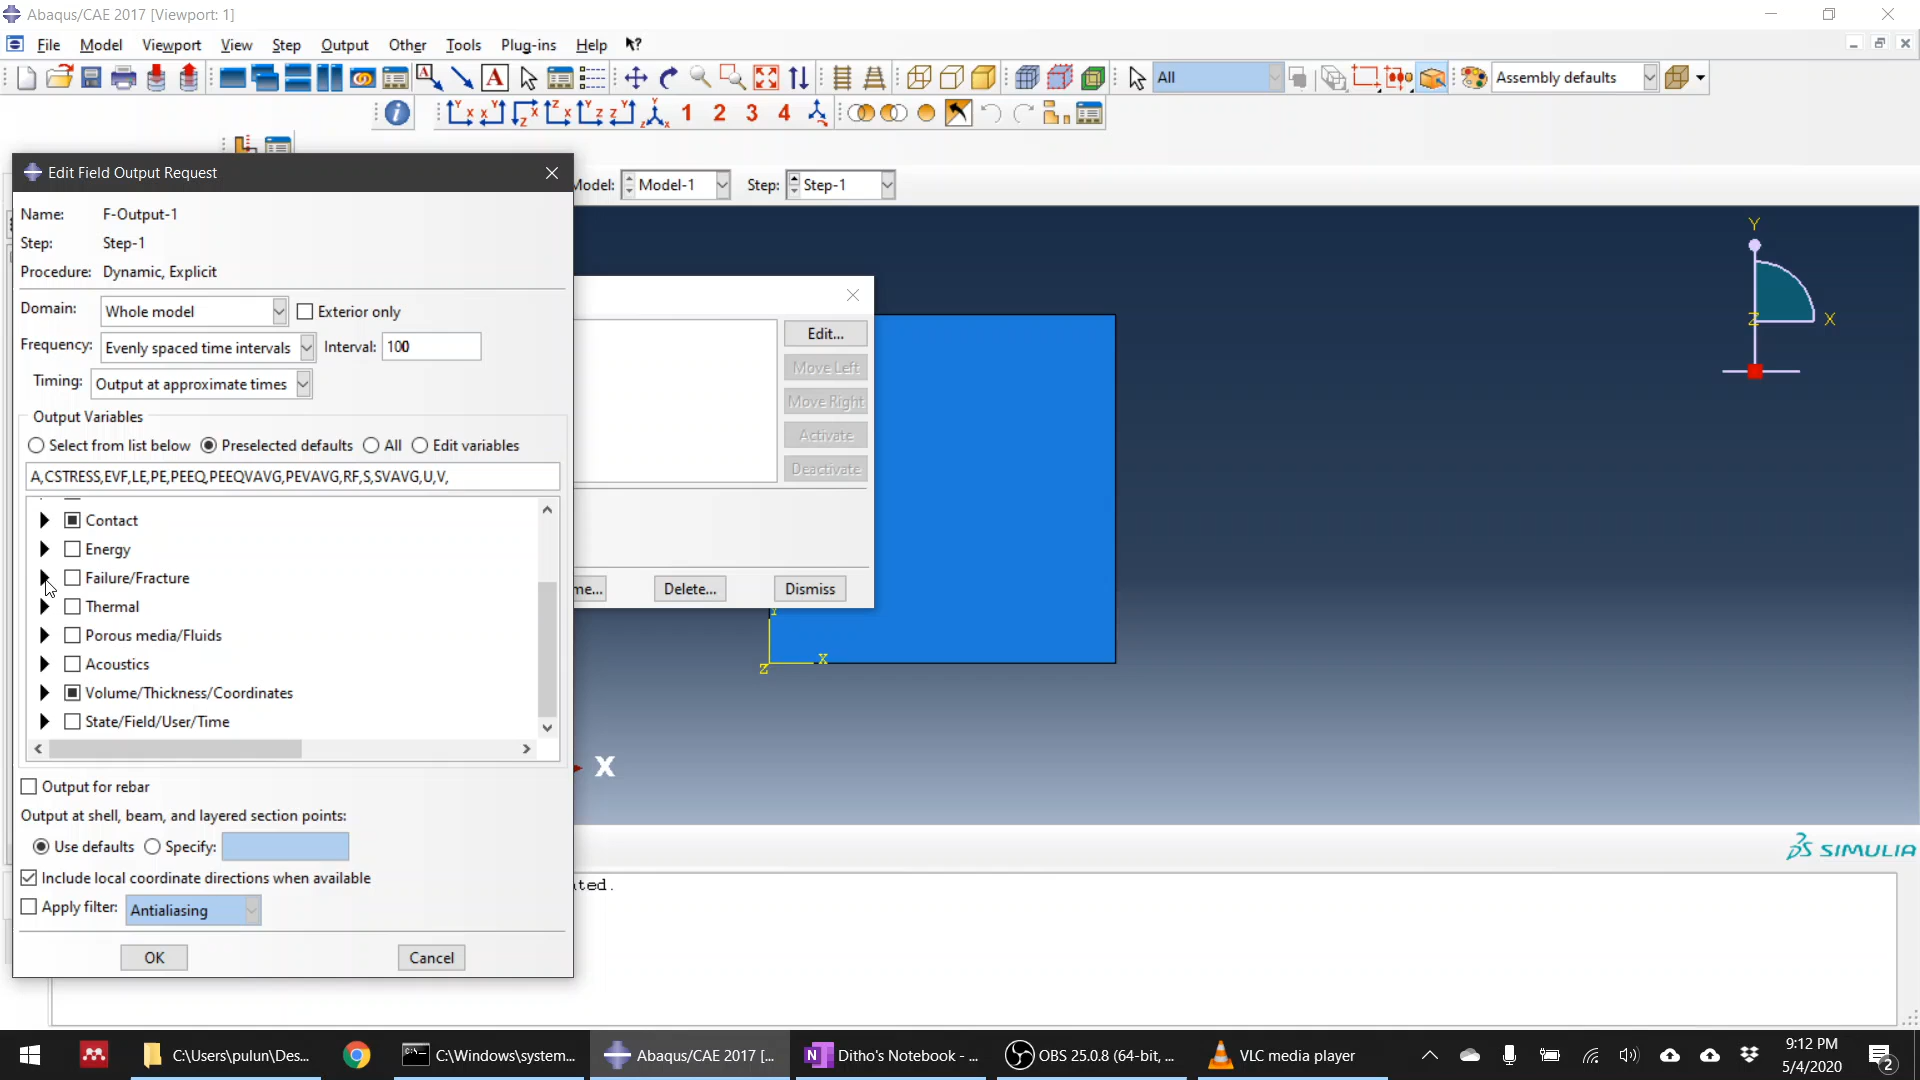 Abaqus/CAE 2017 [Viewport: 1]
File Model Viewport View Step Output Other Tools Plug-ins Help
All Assembly defaults
1 2 3 4
Edit Field Output Request
Model: Model-1 Step: Step-1
Name: F-Output-1
Step: Step-1
Procedure: Dynamic, Explicit
Domain: Whole model Exterior only
Frequency: Evenly spaced time intervals Interval: 100
Timing: Output at approximate times
Output Variables
Select from list below Preselected defaults All Edit variables
A,CSTRESS,EVF,LE,PE,PEEQ,PEEQVAVG,PEVAVG,RF,S,SVAVG,U,V,
Contact
Energy
Failure/Fracture
Thermal
Porous media/Fluids
Acoustics
Volume/Thickness/Coordinates
State/Field/User/Time
Output for rebar
Output at shell, beam, and layered section points:
Use defaults Specify:
Include local coordinate directions when available
Apply filter: Antialiasing
OK Cancel
Edit...
Move Left
Move Right
Activate
Deactivate
me... Delete... Dismiss
Y
Z X
Y
Z X
X
SIMULIA
ated.
C:\Users\pulun\Des...
C:\Windows\system...
Abaqus/CAE 2017 [...
Ditho's Notebook - ...
OBS 25.0.8 (64-bit, ...
VLC media player
9:12 PM
5/4/2020
2